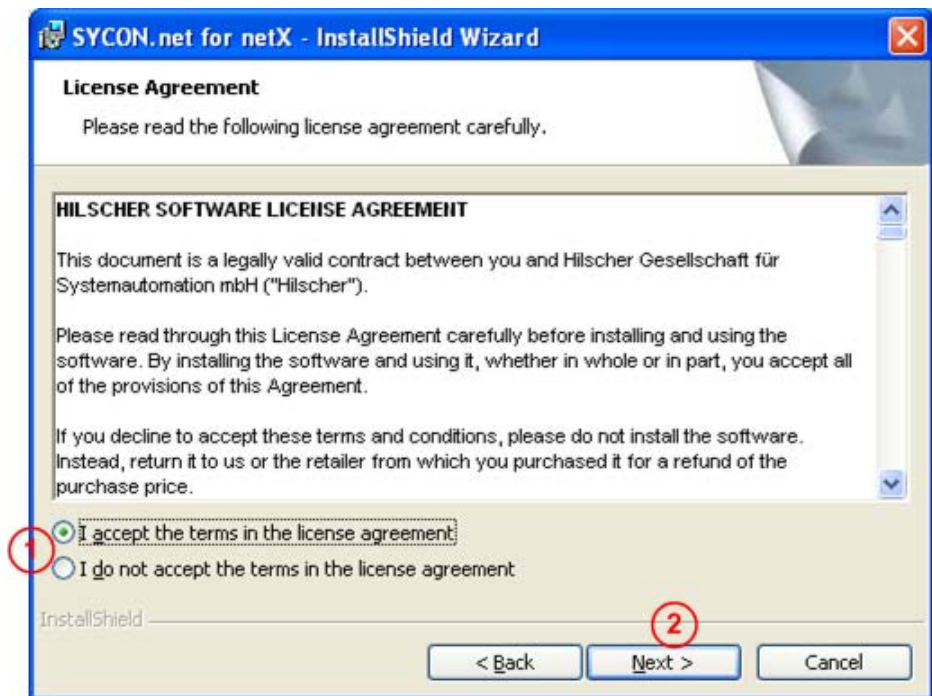 SYCON.net for netX - InstallShield Wizard
License Agreement
Please read the following license agreement carefully.
HILSCHER SOFTWARE LICENSE AGREEMENT
This document is a legally valid contract between you and Hilscher Gesellschaft für
Systemautomation mbH ("Hilscher").
Please read through this License Agreement carefully before installing and using the
software. By installing the software and using it, whether in whole or in part, you accept all
of the provisions of this Agreement.
If you decline to accept these terms and conditions, please do not install the software.
Instead, return it to us or the retailer from which you purchased it for a refund of the
purchase price.
1
I accept the terms in the license agreement
I do not accept the terms in the license agreement
InstallShield
2
< Back
Next >
Cancel